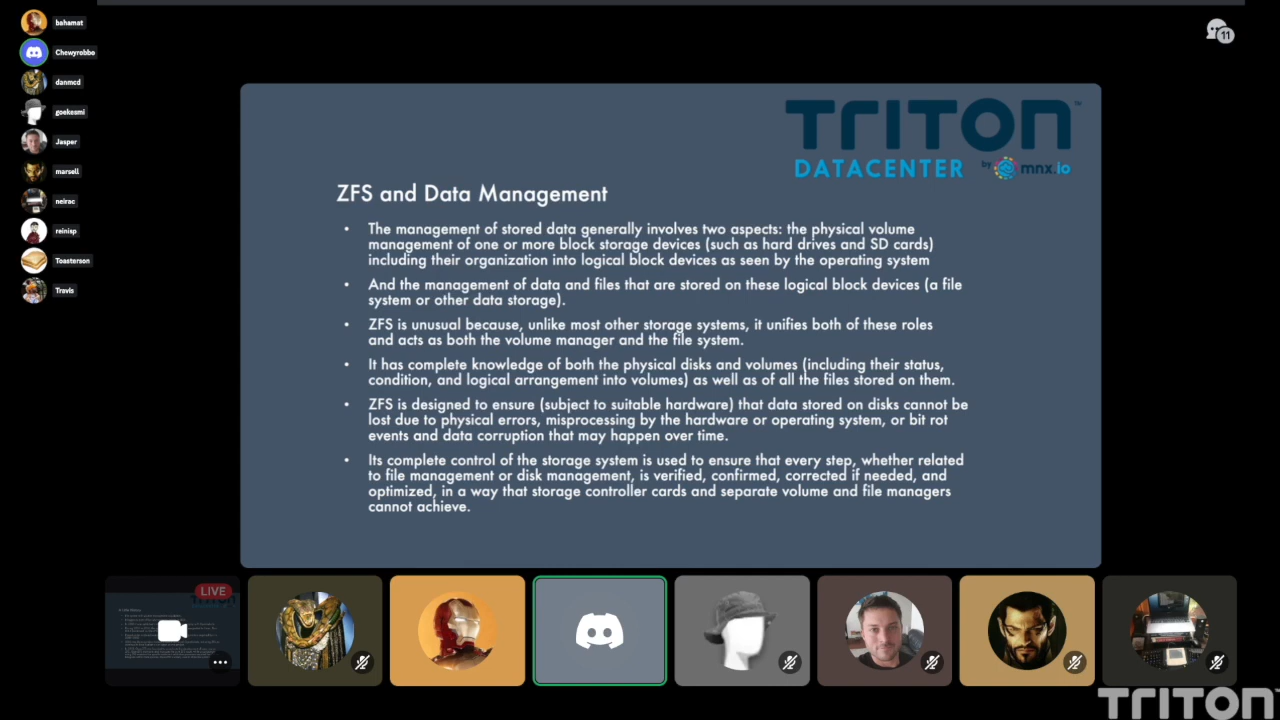 bahamat
Chewyrobbo
danmcd
goekesmi
Jasper
marsell
neirac
reinisp
Toasterson
Travis
11
TRITON™
DATACENTER by mnx.io
ZFS and Data Management
• The management of stored data generally involves two aspects: the physical volume
management of one or more block storage devices (such as hard drives and SD cards)
including their organization into logical block devices as seen by the operating system
• And the management of data and files that are stored on these logical block devices (a file
system or other data storage).
• ZFS is unusual because, unlike most other storage systems, it unifies both of these roles
and acts as both the volume manager and the file system.
• It has complete knowledge of both the physical disks and volumes (including their status,
condition, and logical arrangement into volumes) as well as of all the files stored on them.
• ZFS is designed to ensure (subject to suitable hardware) that data stored on disks cannot be
lost due to physical errors, misprocessing by the hardware or operating system, or bit rot
events and data corruption that may happen over time.
• Its complete control of the storage system is used to ensure that every step, whether related
to file management or disk management, is verified, confirmed, corrected if needed, and
optimized, in a way that storage controller cards and separate volume and file managers
cannot achieve.
LIVE
TRITON